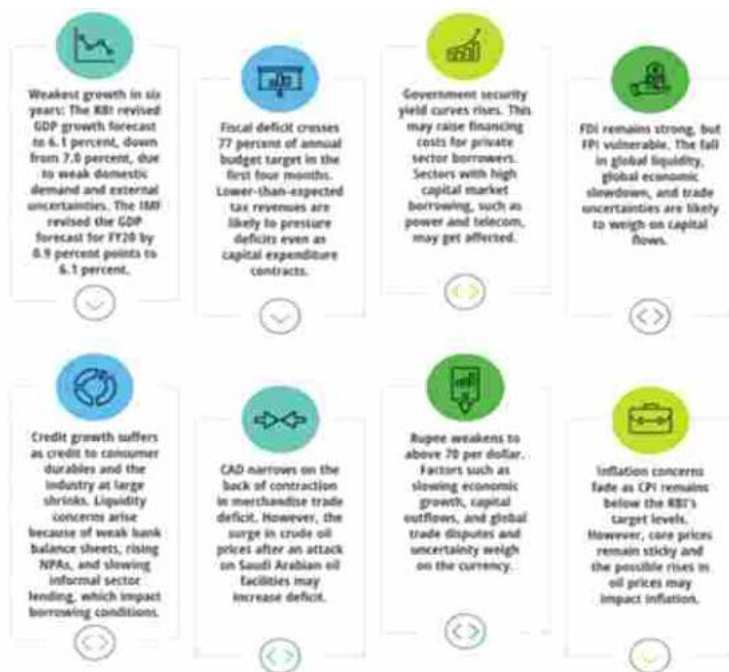 Weakest growth in six
years: The RBI revised
GDP growth forecast
to 6.1 percent, down
from 7.0 percent, due
to weak domestic
demand and external
uncertainties. The IMF
revised the GDP
forecast for FY20 by
0.9 percent points to
6.1 percent.
Fiscal deficit crosses
77 percent of annual
budget target in the
first four months.
Lower-than-expected
tax revenues are
likely to pressure
deficits even as
capital expenditure
contracts.
Government security
yield curves rises. This
may raise financing
costs for private
sector borrowers.
Sectors with high
capital market
borrowing, such as
power and telecom,
may get affected.
FDI remains strong, but
FPI vulnerable. The fall
in global liquidity,
global economic
slowdown, and trade
uncertainties are likely
to weigh on capital
flows.
Credit growth suffers
as credit to consumer
durables and the
industry at large
shrinks. Liquidity
concerns arise
because of weak bank
balance sheets, rising
NPAs, and slowing
informal sector
lending, which impact
borrowing conditions.
CAD narrows on the
back of contraction
in merchandise trade
deficit. However, the
surge in crude oil
prices after an attack
on Saudi Arabian oil
facilities may
increase deficit.
Rupee weakens to
above 70 per dollar.
Factors such as
slowing economic
growth, capital
outflows, and global
trade disputes and
uncertainty weigh
on the currency.
Inflation concerns
fade as CPI remains
below the RBI's
target levels.
However, core prices
remain sticky and
the possible rises in
oil prices may
impact inflation.